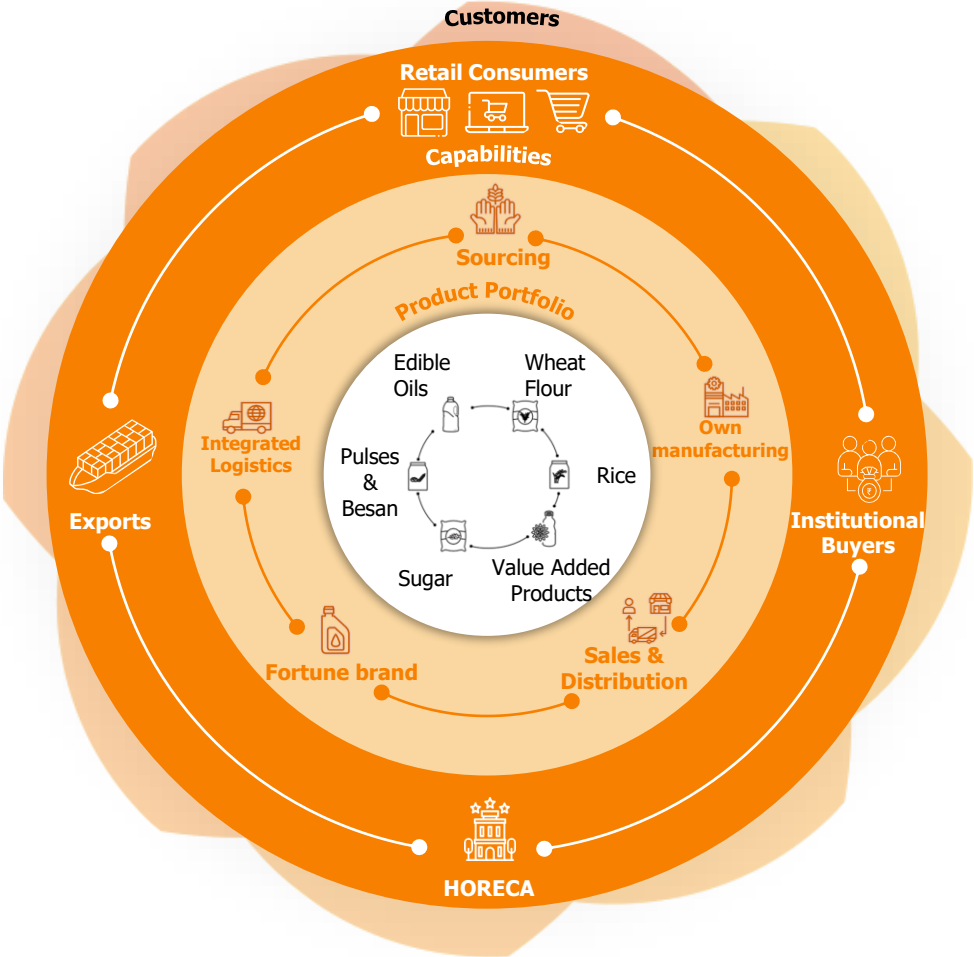 Customers
Retail Consumers
Capabilities
Sourcing
Product Portfolio
Edible
Oils
Wheat
Flour
Integrated
Logistics
Own
manufacturing
Pulses
&
Besan
Rice
Exports
Institutional
Buyers
Sugar
Value Added
Products
Fortune brand
Sales &
Distribution
HORECA